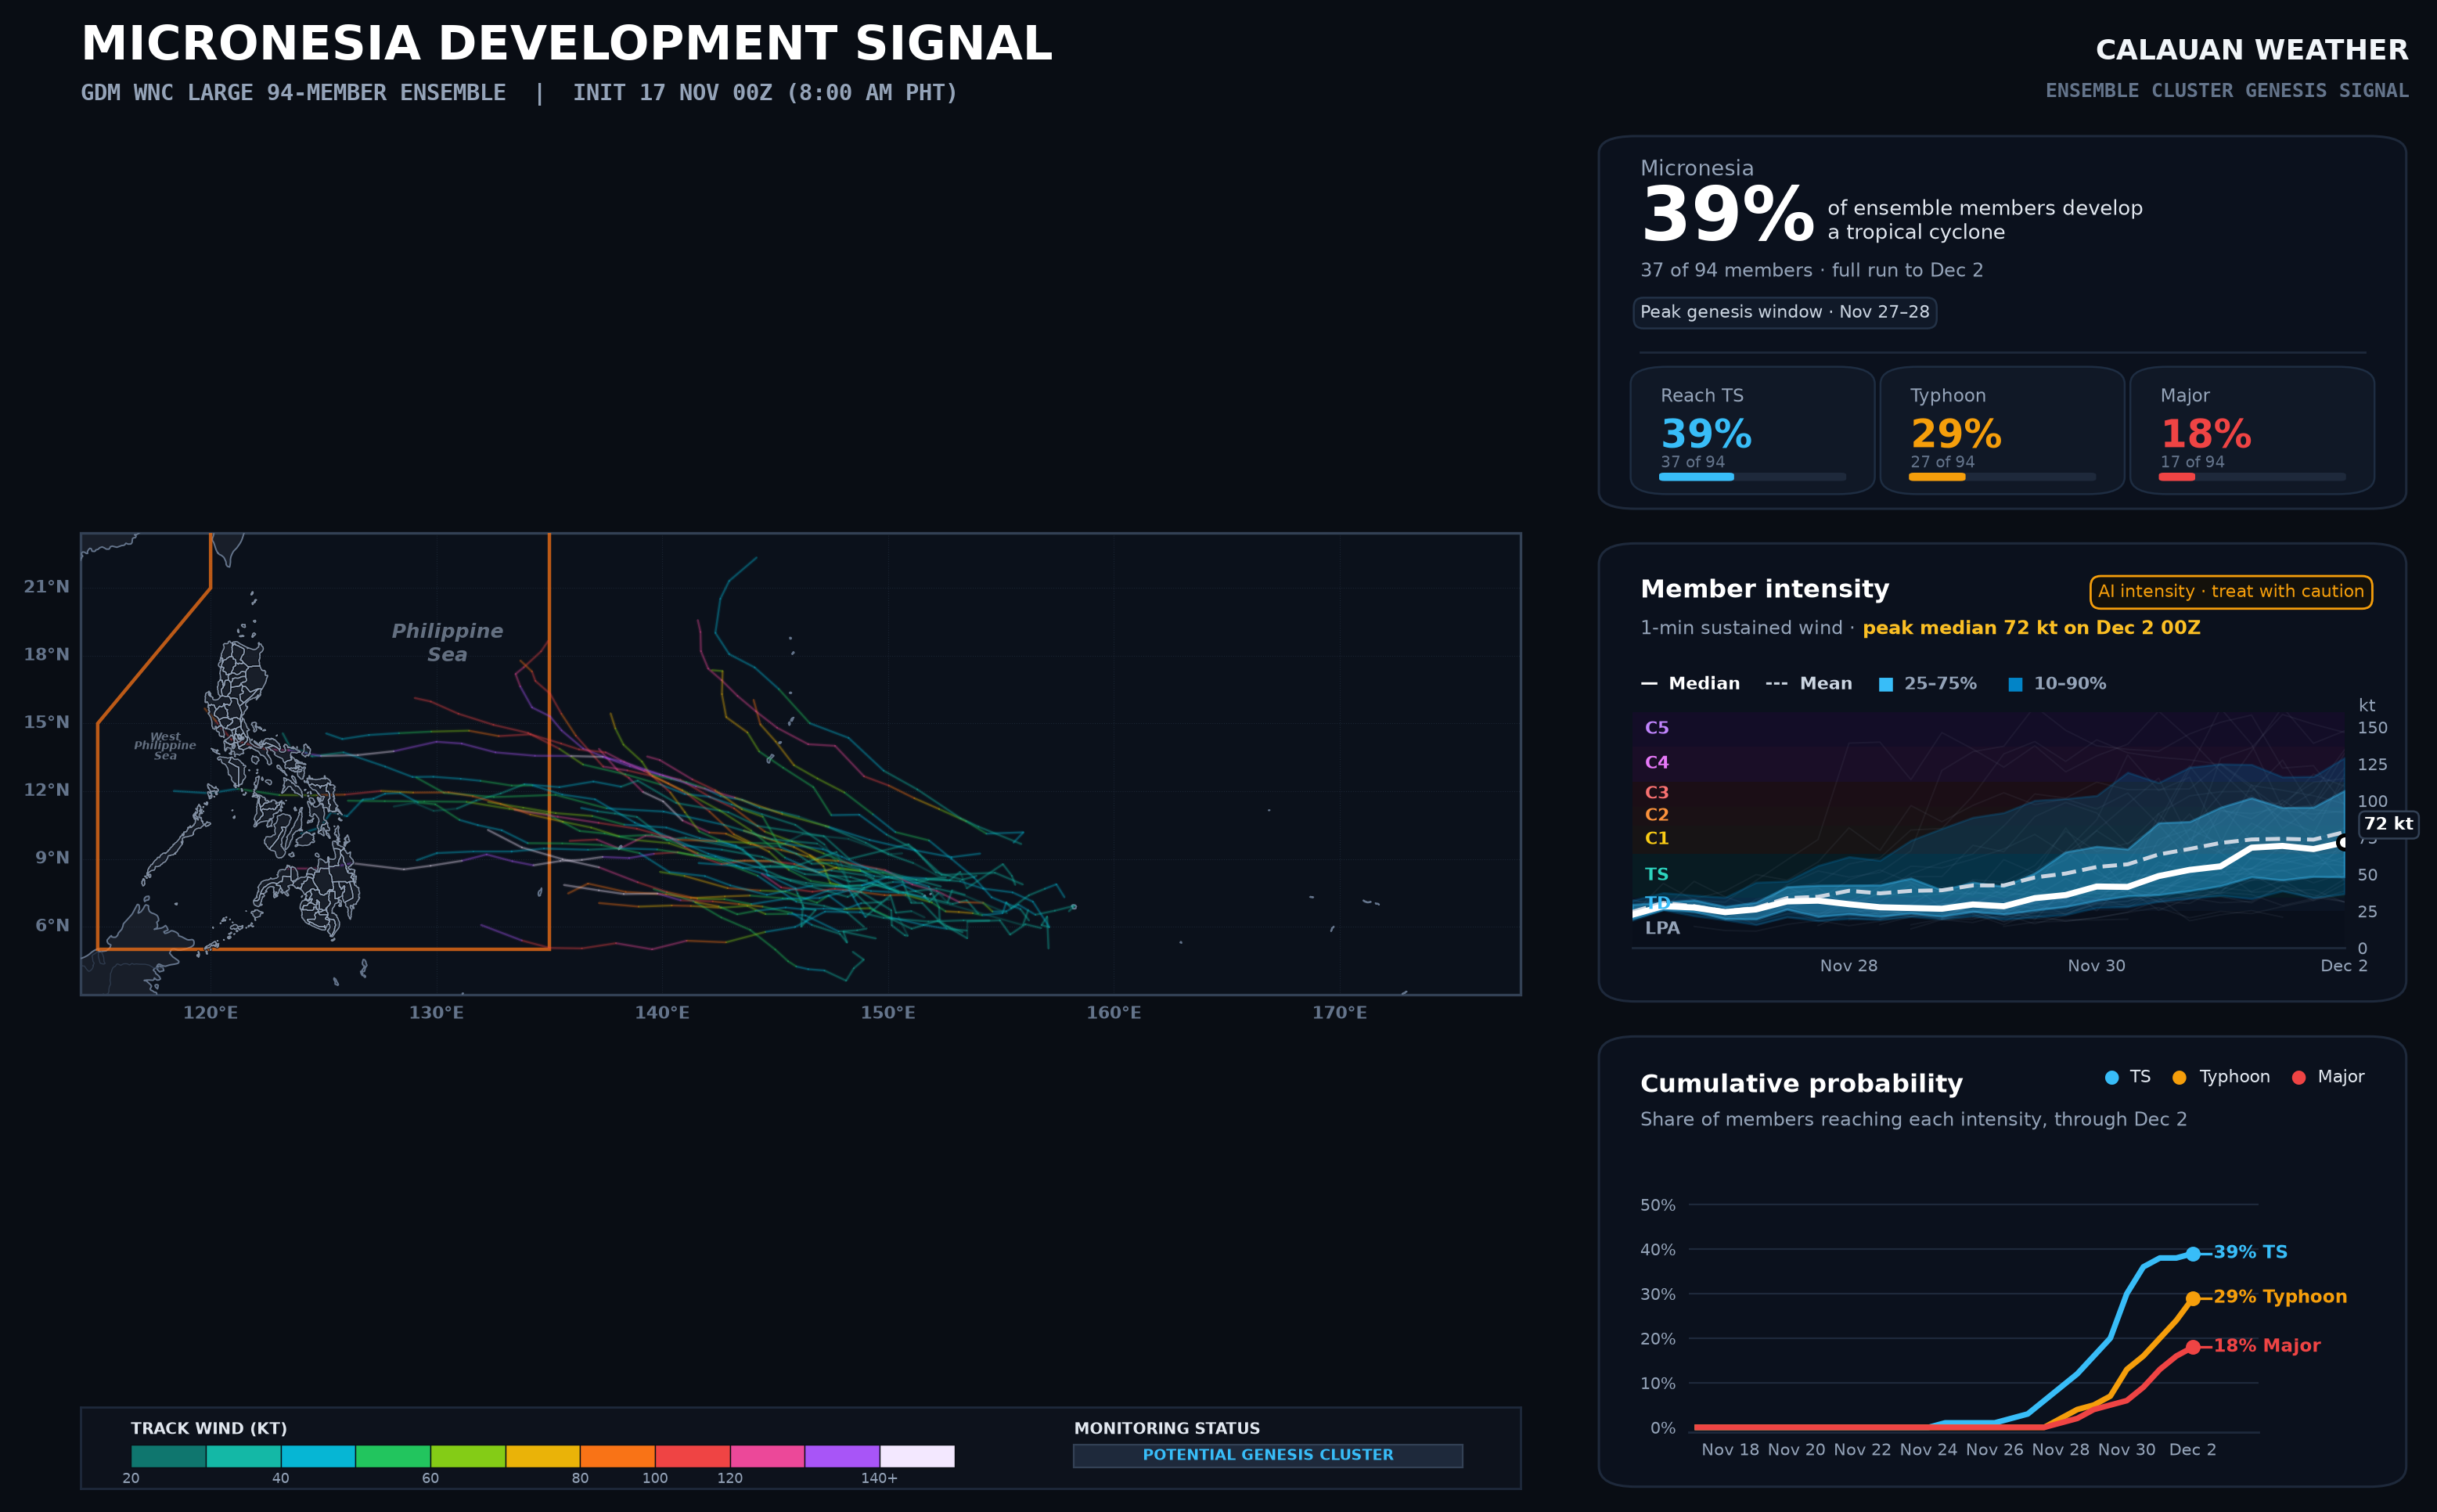 MICRONESIA DEVELOPMENT SIGNAL
GDM WNC LARGE 94-MEMBER ENSEMBLE | INIT 17 NOV 00Z (8:00 AM PHT)
CALAUAN WEATHER
ENSEMBLE CLUSTER GENESIS SIGNAL
Micronesia
39%
of ensemble members develop
a tropical cyclone
37 of 94 members · full run to Dec 2
Peak genesis window · Nov 27–28
Reach TS
39%
37 of 94
Typhoon
29%
27 of 94
Major
18%
17 of 94
21°N
18°N
15°N
12°N
9°N
6°N
Philippine
Sea
West
Philippine
Sea
120°E
130°E
140°E
150°E
160°E
170°E
Member intensity
AI intensity · treat with caution
1-min sustained wind · peak median 72 kt on Dec 2 00Z
Median
Mean
25–75%
10–90%
kt
C5
C4
C3
C2
C1
TS
TD
LPA
150
125
100
72 kt
75
50
25
0
Nov 28
Nov 30
Dec 2
Cumulative probability
TS
Typhoon
Major
Share of members reaching each intensity, through Dec 2
50%
40%
30%
20%
10%
0%
39% TS
29% Typhoon
18% Major
Nov 18
Nov 20
Nov 22
Nov 24
Nov 26
Nov 28
Nov 30
Dec 2
TRACK WIND (KT)
20
40
60
80
100
120
140+
MONITORING STATUS
POTENTIAL GENESIS CLUSTER